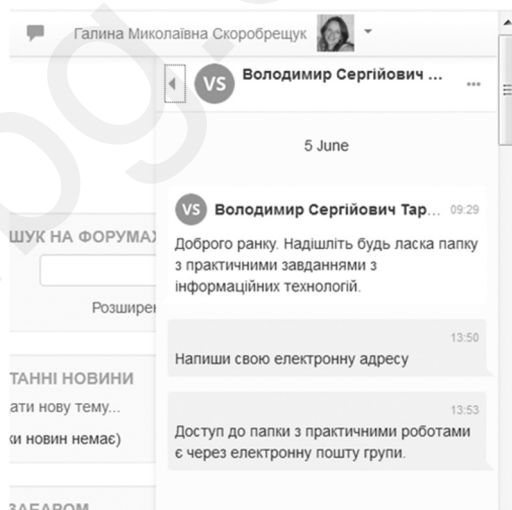 Галина Миколаївна Скоробрещук
VS Володимир Сергійович ...
5 June
VS Володимир Сергійович Тар... 09:29
Доброго ранку. Надішліть будь ласка папку
з практичними завданнями з
інформаційних технологій.
13:50
Напиши свою електронну адресу
13:53
Доступ до папки з практичними роботами
є через електронну пошту групи.
ШУК НА ФОРУМАХ
Розширен
ТАННІ НОВИНИ
ати нову тему...
ки новин немає)